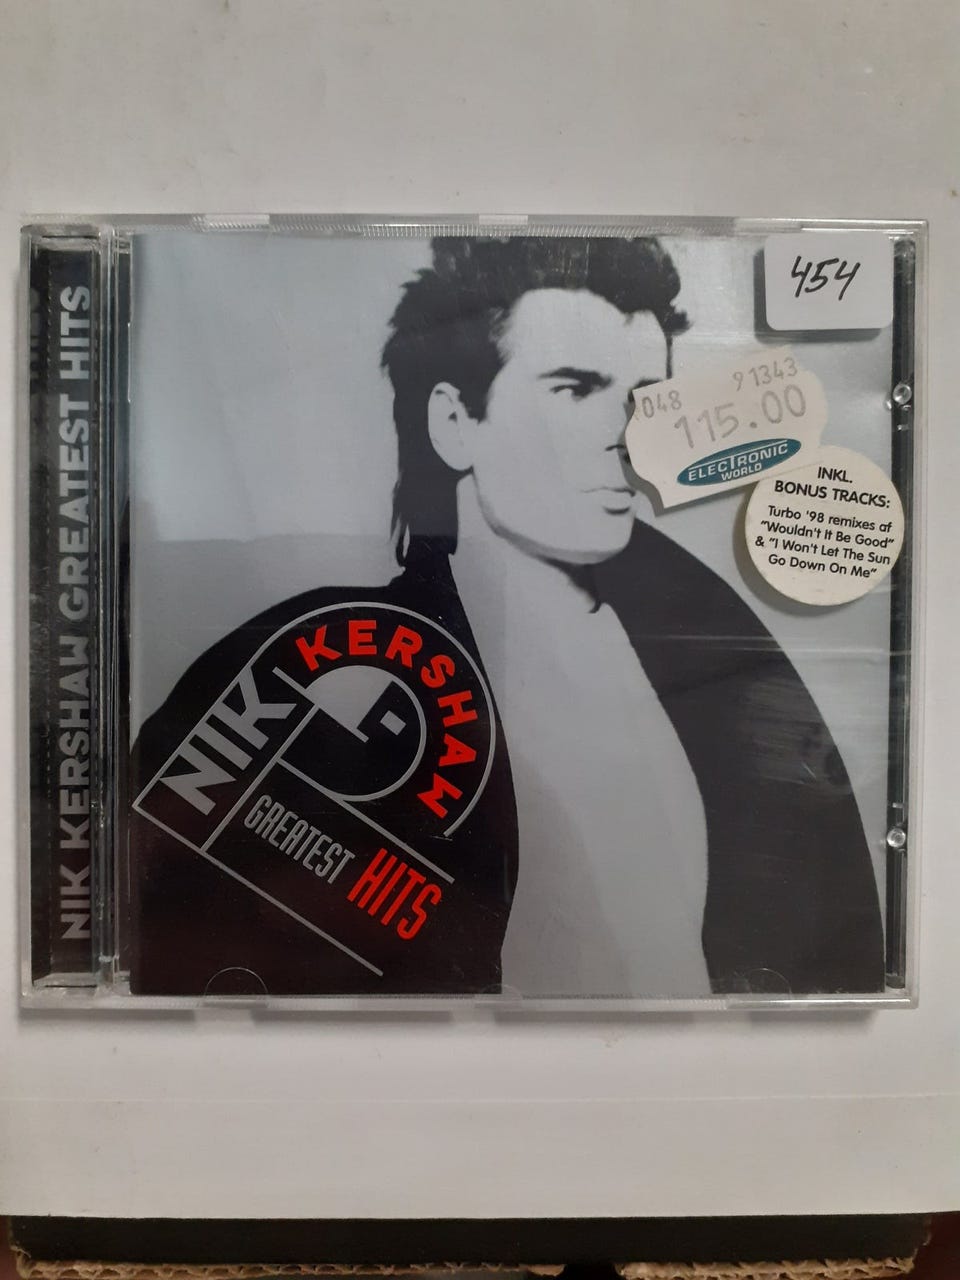 NIK KERSHAW GREATEST HITS
454
048 91343
115.00
ELECTRONIC
WORLD
INKL.
BONUS TRACKS:
Turbo '98 remixes af
"Wouldn't It Be Good"
& "I Won't Let The Sun
Go Down On Me"
NIK KERSHAW
GREATEST HITS